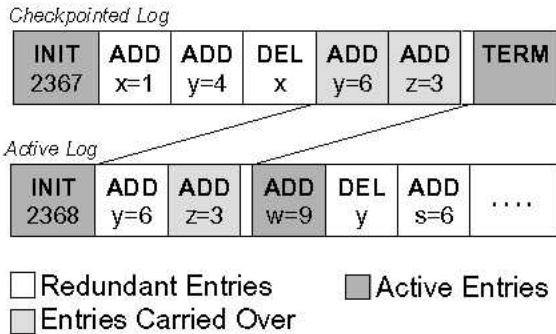 Checkpointed Log
INIT ADD ADD DEL ADD ADD TERM
2367 x=1 y=4 x y=6 z=3
Active Log
INIT ADD ADD ADD DEL ADD
2368 y=6 z=3 w=9 y s=6 ....
Redundant Entries Active Entries
Entries Carried Over